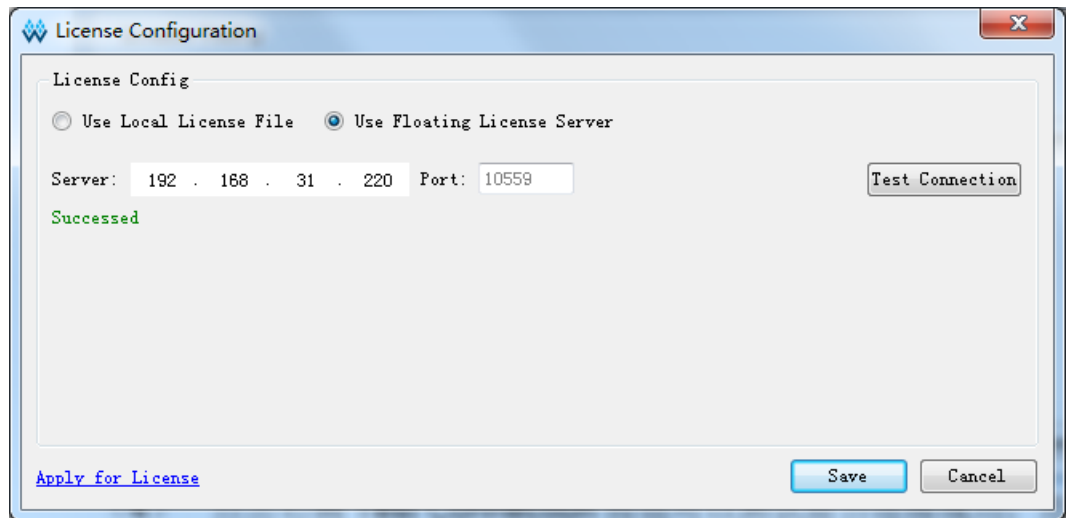 License Configuration
License Config
Use Local License File Use Floating License Server
Server: 192 . 168 . 31 . 220 Port: 10559 Test Connection
Successed
Apply for License Save Cancel